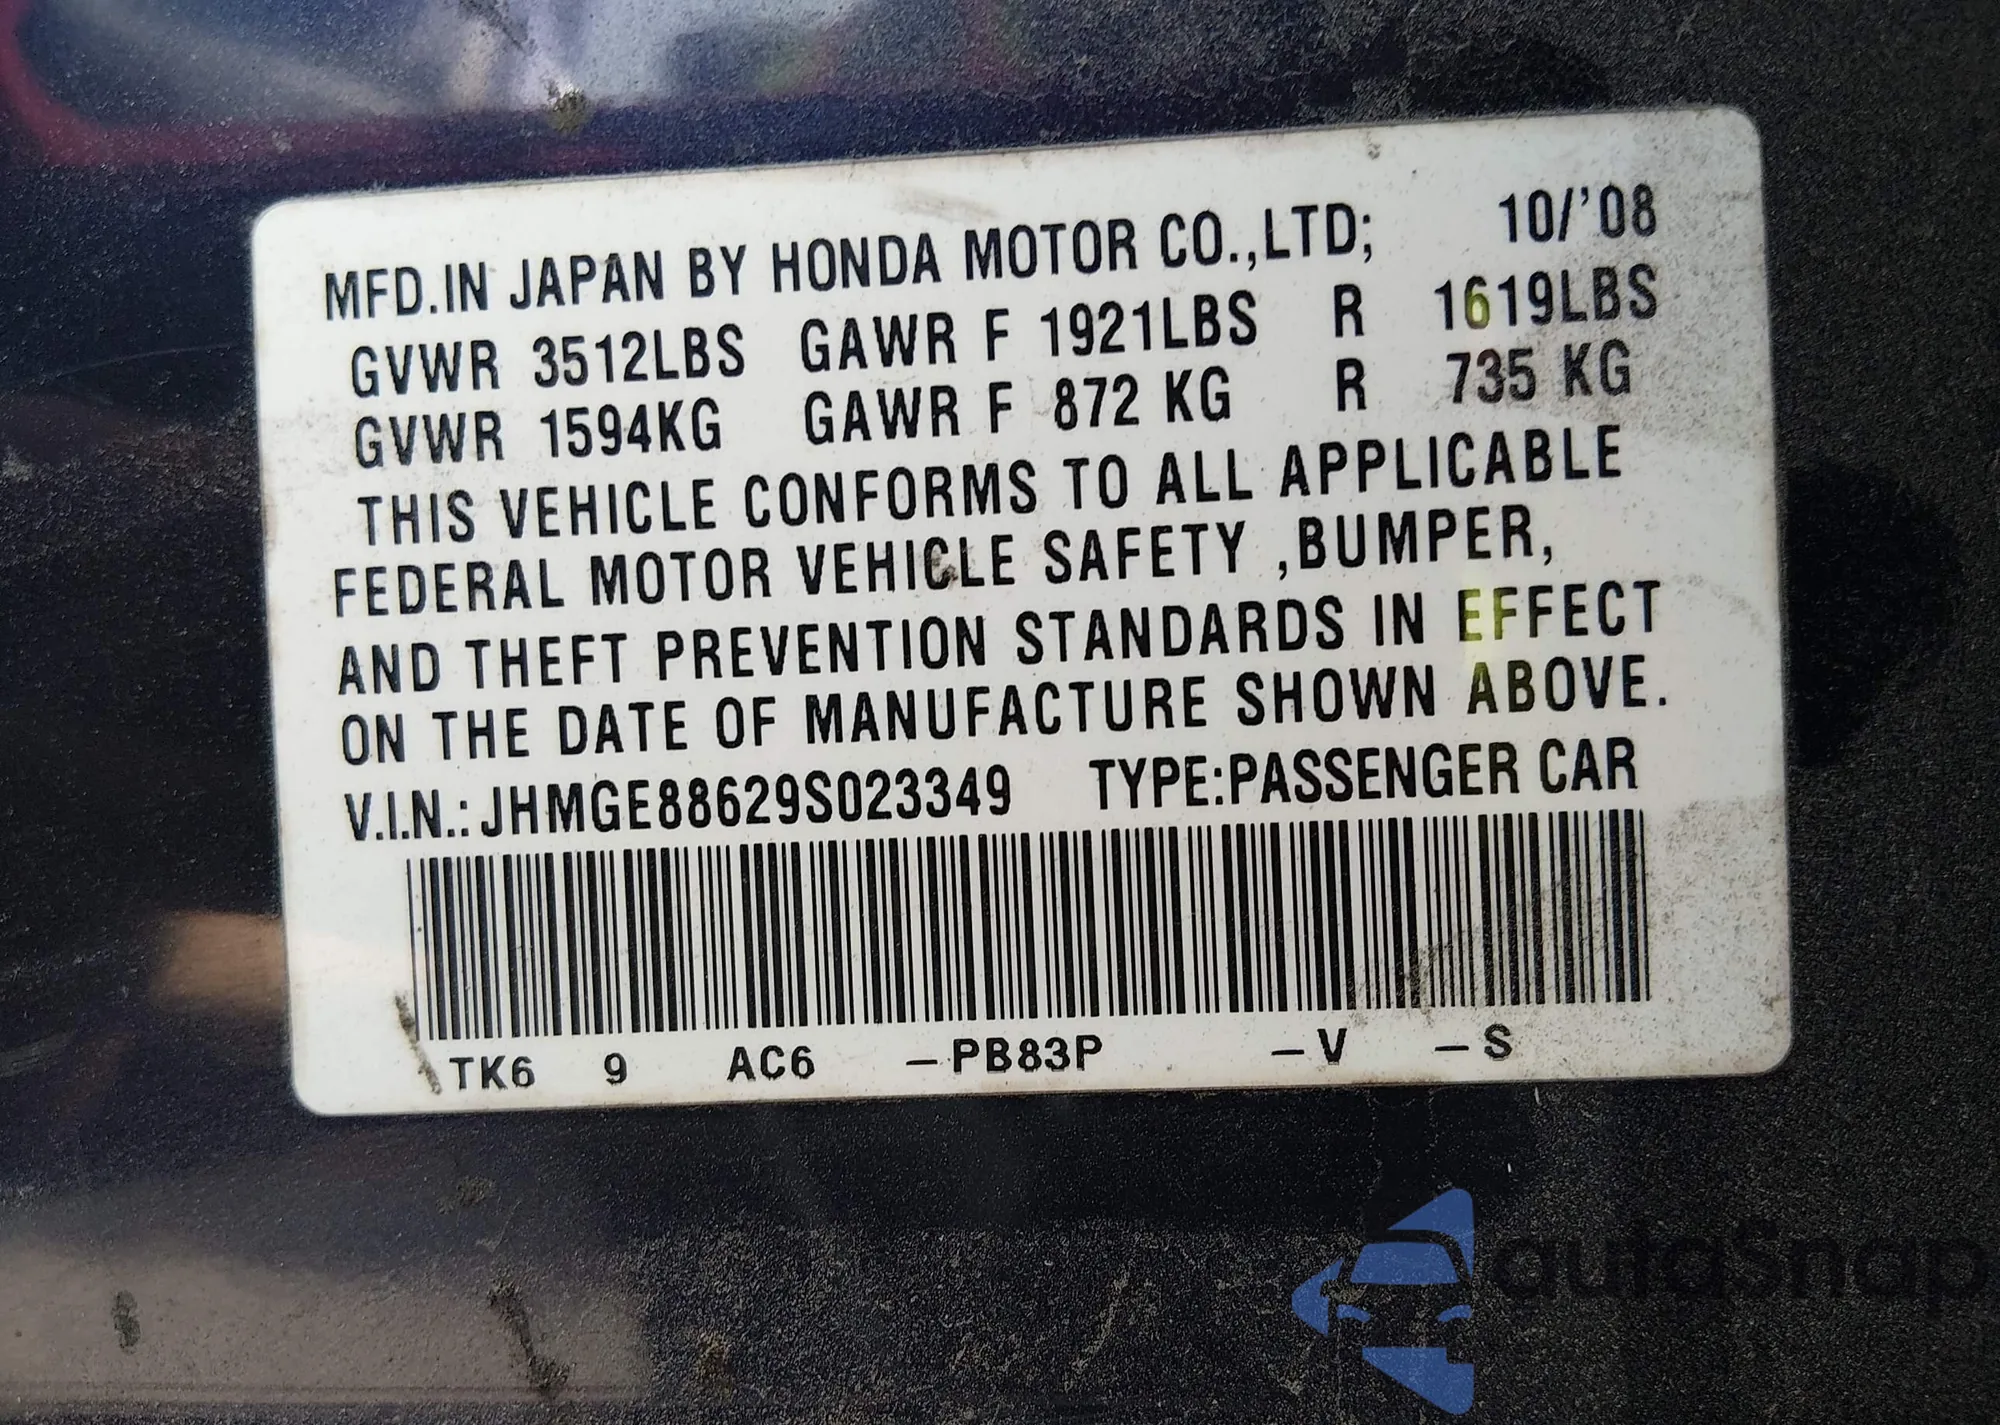 MFD.IN JAPAN BY HONDA MOTOR CO.,LTD; 10/'08
GVWR 3512LBS GAWR F 1921LBS R 1619LBS
GVWR 1594KG GAWR F 872 KG R 735 KG
THIS VEHICLE CONFORMS TO ALL APPLICABLE
FEDERAL MOTOR VEHICLE SAFETY ,BUMPER,
AND THEFT PREVENTION STANDARDS IN EFFECT
ON THE DATE OF MANUFACTURE SHOWN ABOVE.
V.I.N.: JHMGE88629S023349 TYPE:PASSENGER CAR
TK6 9 AC6 –PB83P –V –S
autosnap